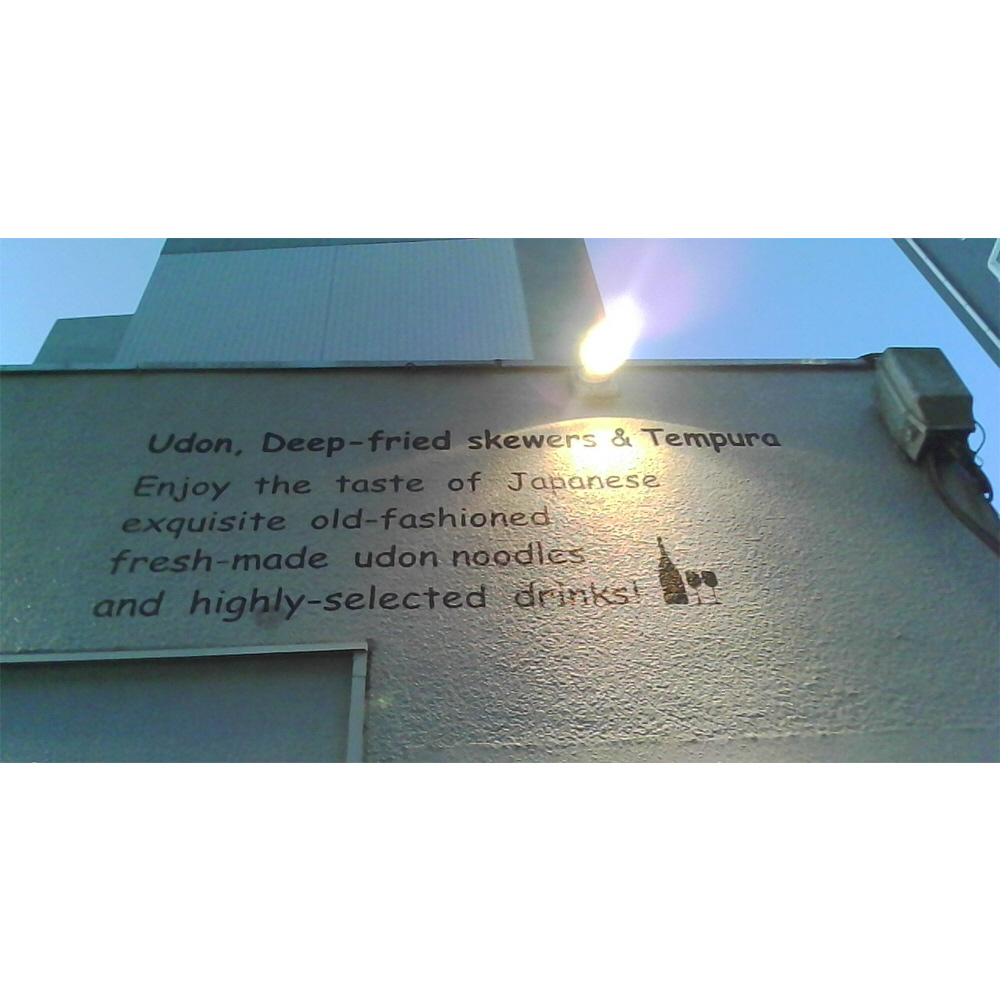 Udon, Deep-fried skewers & Tempura
Enjoy the taste of Japanese
exquisite old-fashioned
fresh-made udon noodles
and highly-selected drinks!